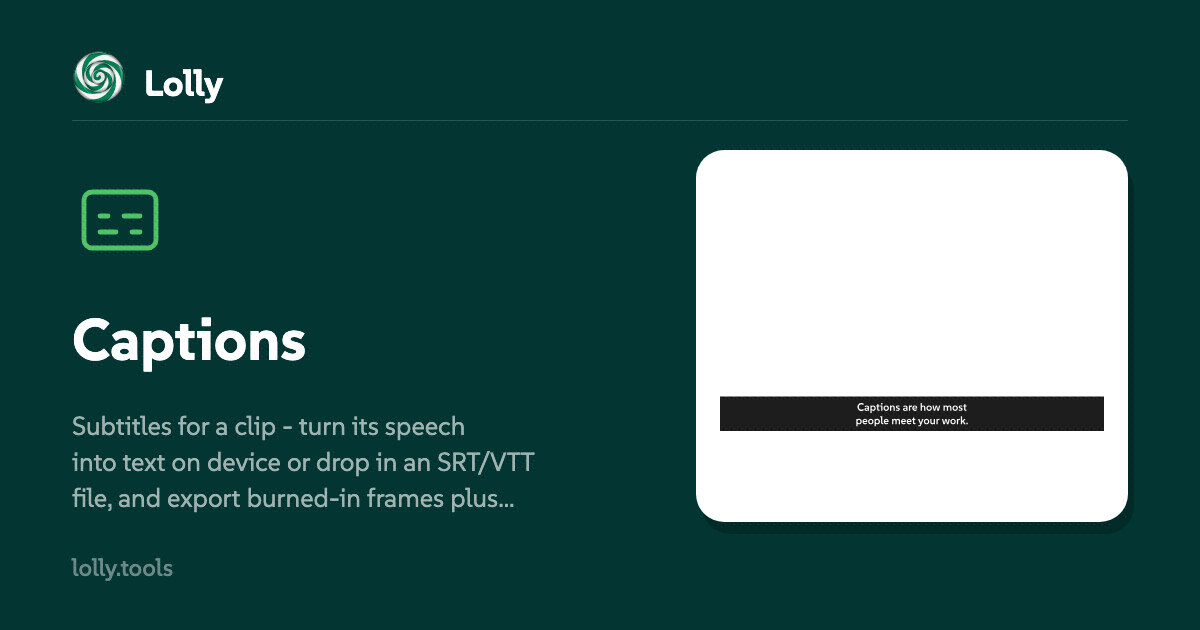 Lolly
Captions
Subtitles for a clip - turn its speech
into text on device or drop in an SRT/VTT
file, and export burned-in frames plus...
lolly.tools
Captions are how most
people meet your work.